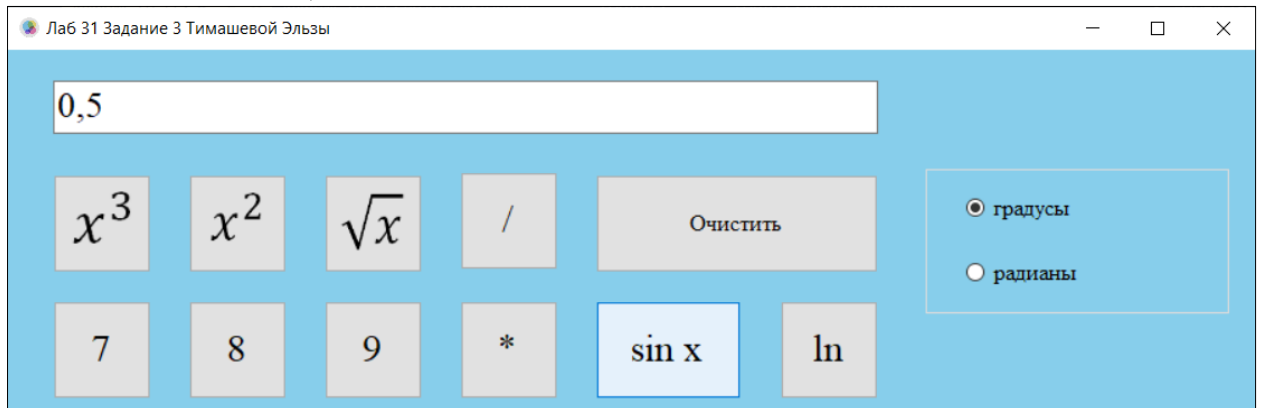 Лаб 31 Задание 3 Тимашевой Эльзы
0,5
x³ x² √x / Очистить
градусы
радианы
7 8 9 * sin x ln